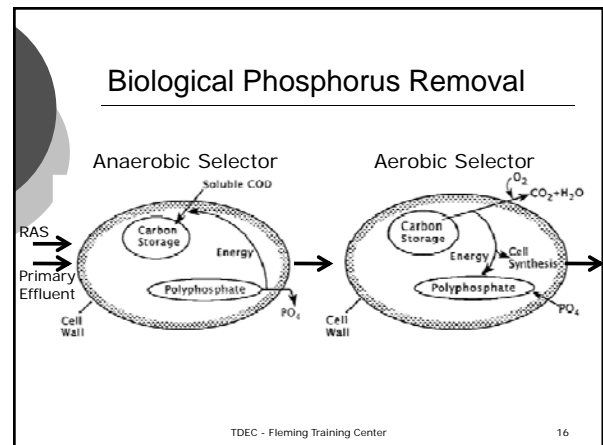 Biological Phosphorus Removal
Anaerobic Selector
Soluble COD
RAS
Primary
Effluent
Carbon
Storage
Energy
Polyphosphate
PO4
Cell
Wall
Aerobic Selector
O2
CO2+H2O
Carbon
Storage
Energy
Cell
Synthesis
Polyphosphate
PO4
Cell
Wall
TDEC - Fleming Training Center
16